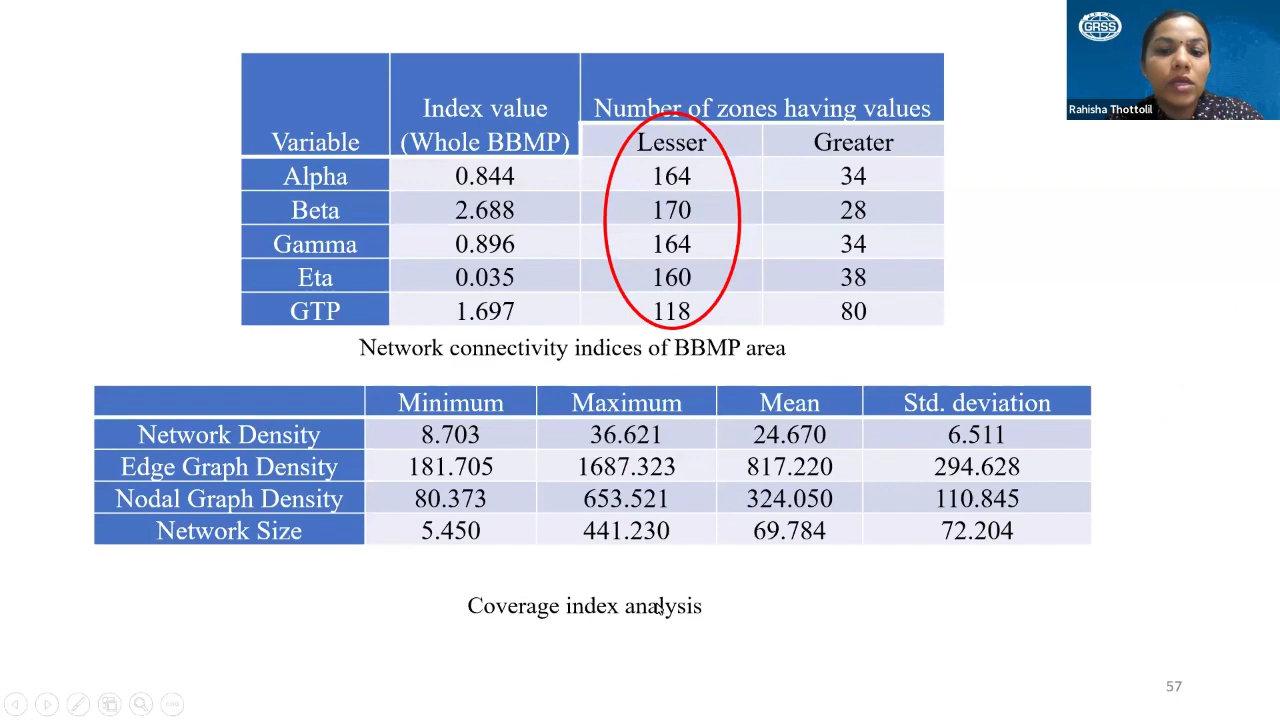 GRSS
Rahisha Thottolil
Variable Index value (Whole BBMP) Number of zones having values
Lesser Greater
Alpha 0.844 164 34
Beta 2.688 170 28
Gamma 0.896 164 34
Eta 0.035 160 38
GTP 1.697 118 80
Network connectivity indices of BBMP area
Minimum Maximum Mean Std. deviation
Network Density 8.703 36.621 24.670 6.511
Edge Graph Density 181.705 1687.323 817.220 294.628
Nodal Graph Density 80.373 653.521 324.050 110.845
Network Size 5.450 441.230 69.784 72.204
Coverage index analysis
57